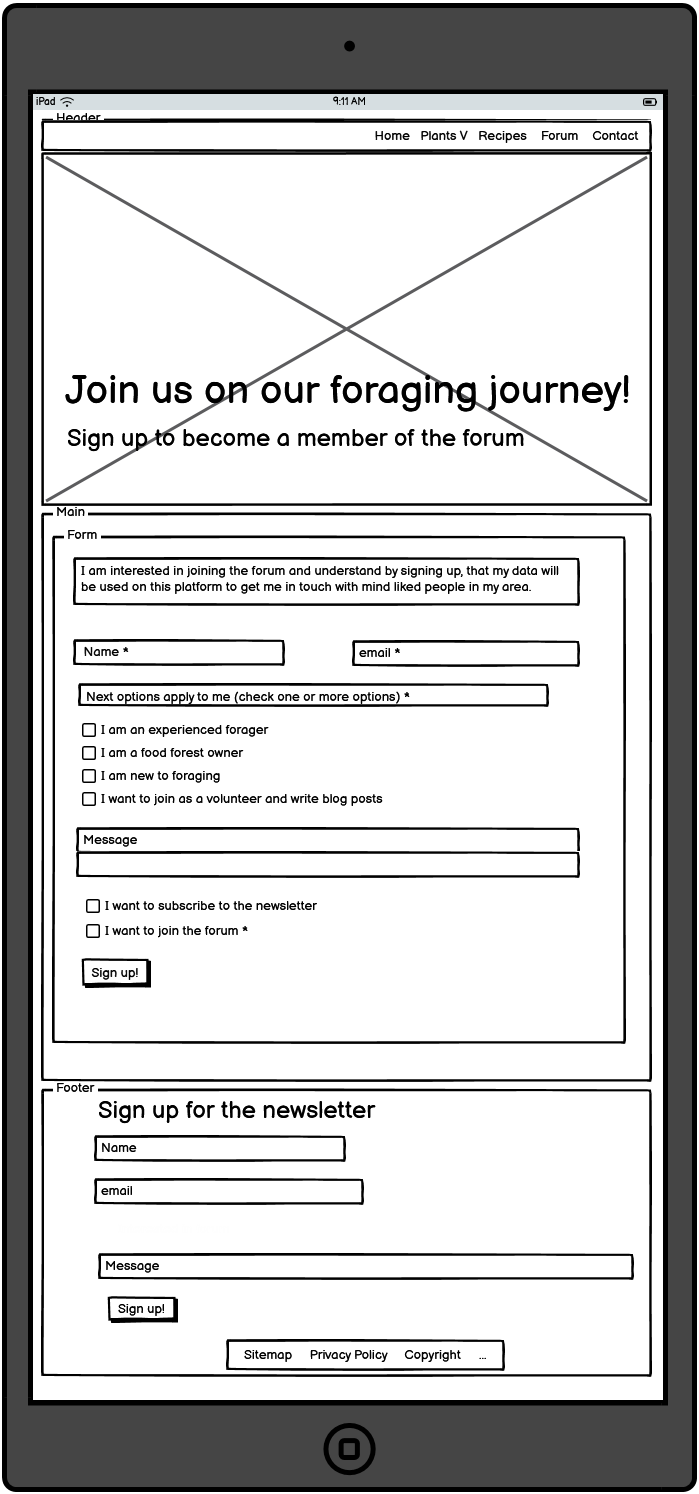 iPad 9:11 AM
Header
Home Plants V Recipes Forum Contact
Join us on our foraging journey!
Sign up to become a member of the forum
Main
Form
I am interested in joining the forum and understand by signing up, that my data will
be used on this platform to get me in touch with mind liked people in my area.
Name * email *
Next options apply to me (check one or more options) *
I am an experienced forager
I am a food forest owner
I am new to foraging
I want to join as a volunteer and write blog posts
Message
I want to subscribe to the newsletter
I want to join the forum *
Sign up!
Footer
Sign up for the newsletter
Name
email
Message
Sign up!
Sitemap Privacy Policy Copyright ...